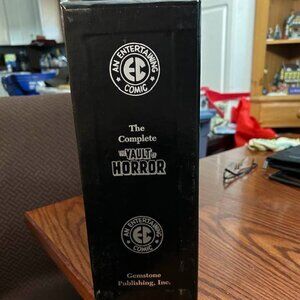 AN ENTERTAINING
EC
COMIC
The
Complete
THE VAULT OF
HORROR
AN ENTERTAINING
EC
COMIC
Gemstone
Publishing, Inc.